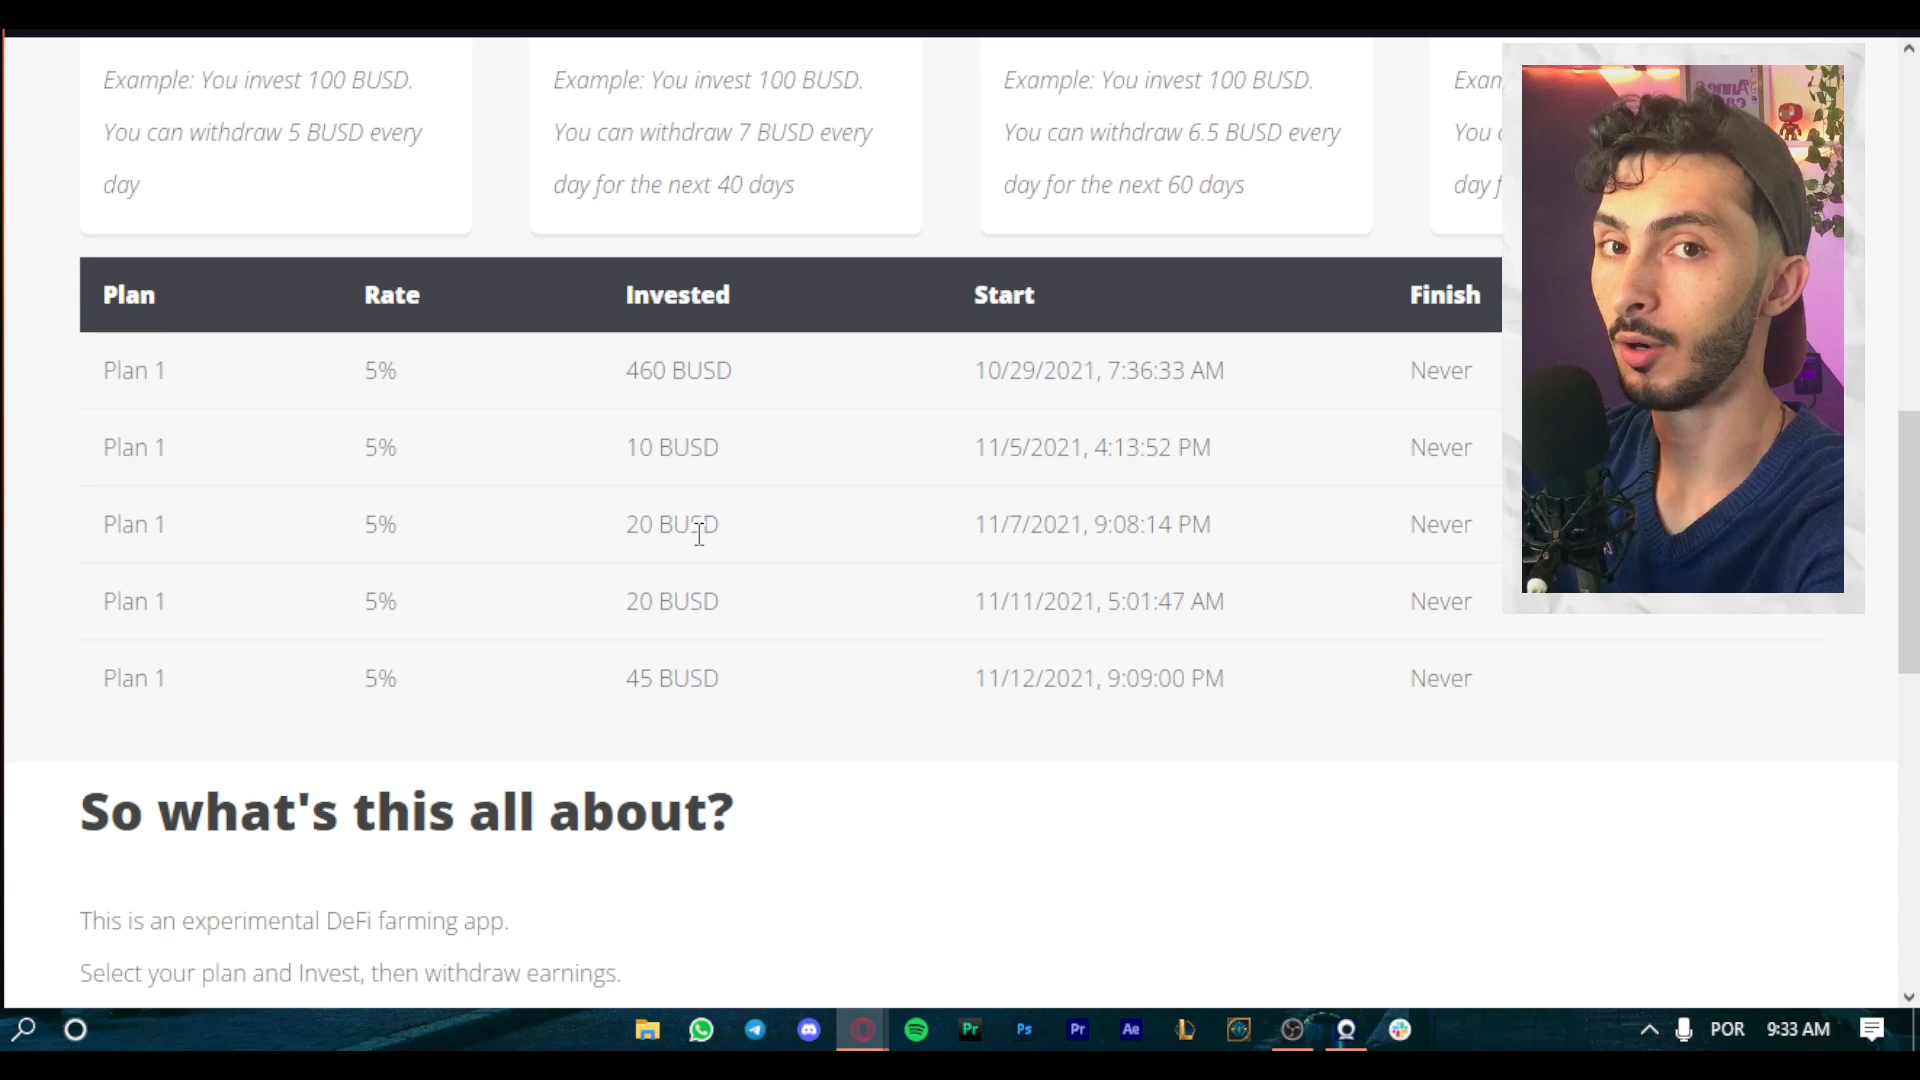 Example: You invest 100 BUSD.
You can withdraw 5 BUSD every
day
Example: You invest 100 BUSD.
You can withdraw 7 BUSD every
day for the next 40 days
Example: You invest 100 BUSD.
You can withdraw 6.5 BUSD every
day for the next 60 days
Plan Rate Invested Start Finish
Plan 1 5% 460 BUSD 10/29/2021, 7:36:33 AM Never
Plan 1 5% 10 BUSD 11/5/2021, 4:13:52 PM Never
Plan 1 5% 20 BUSD 11/7/2021, 9:08:14 PM Never
Plan 1 5% 20 BUSD 11/11/2021, 5:01:47 AM Never
Plan 1 5% 45 BUSD 11/12/2021, 9:09:00 PM Never
So what's this all about?
This is an experimental DeFi farming app.
Select your plan and Invest, then withdraw earnings.
Pr Ps Pr Ae POR 9:33 AM